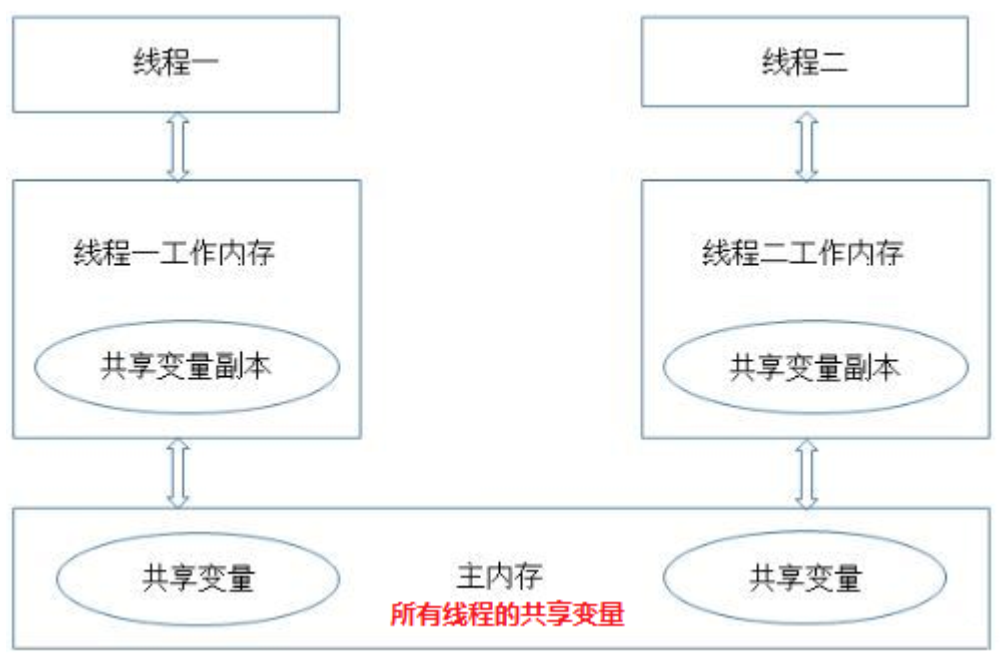 线程一
线程二
线程一工作内存
线程二工作内存
共享变量副本
共享变量副本
共享变量
主内存
共享变量
所有线程的共享变量